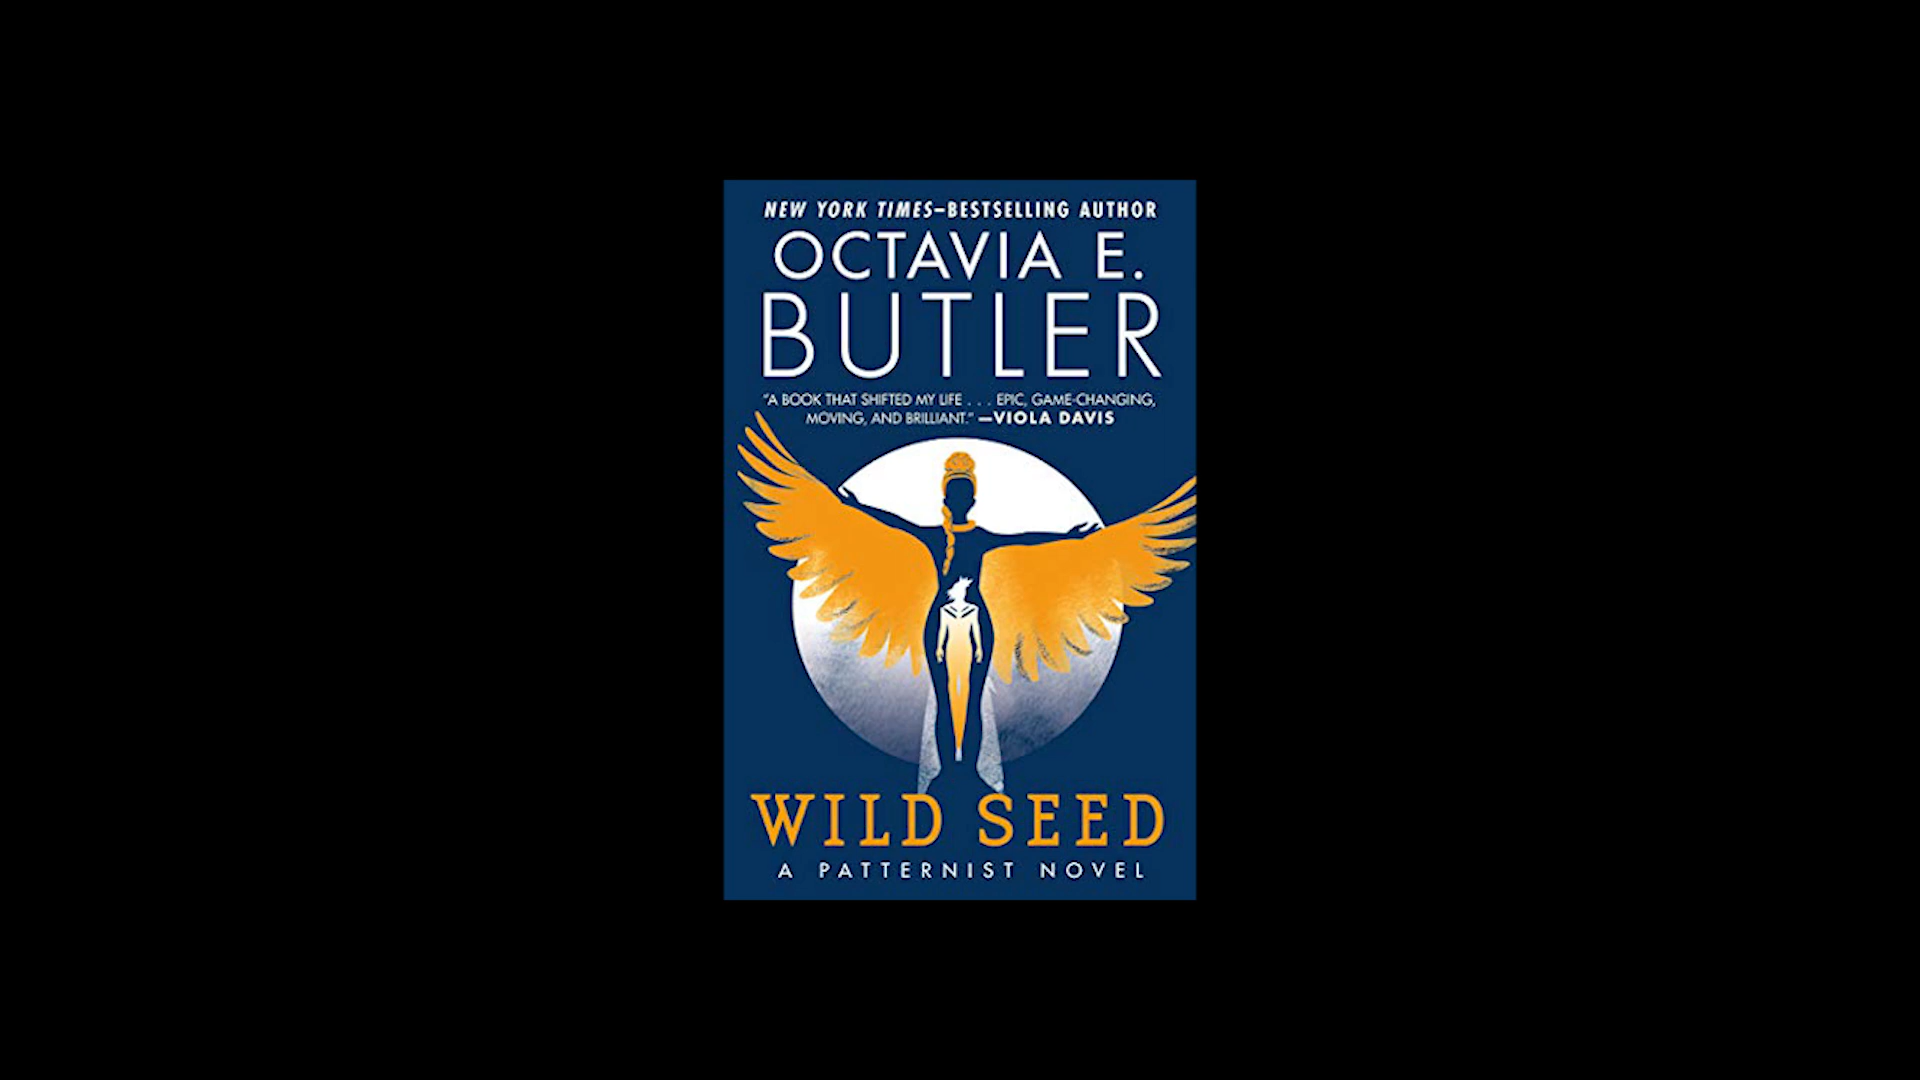 NEW YORK TIMES–BESTSELLING AUTHOR
OCTAVIA E.
BUTLER
"A BOOK THAT SHIFTED MY LIFE . . . EPIC, GAME-CHANGING,
MOVING, AND BRILLIANT." —VIOLA DAVIS
WILD SEED
A PATTERNIST NOVEL